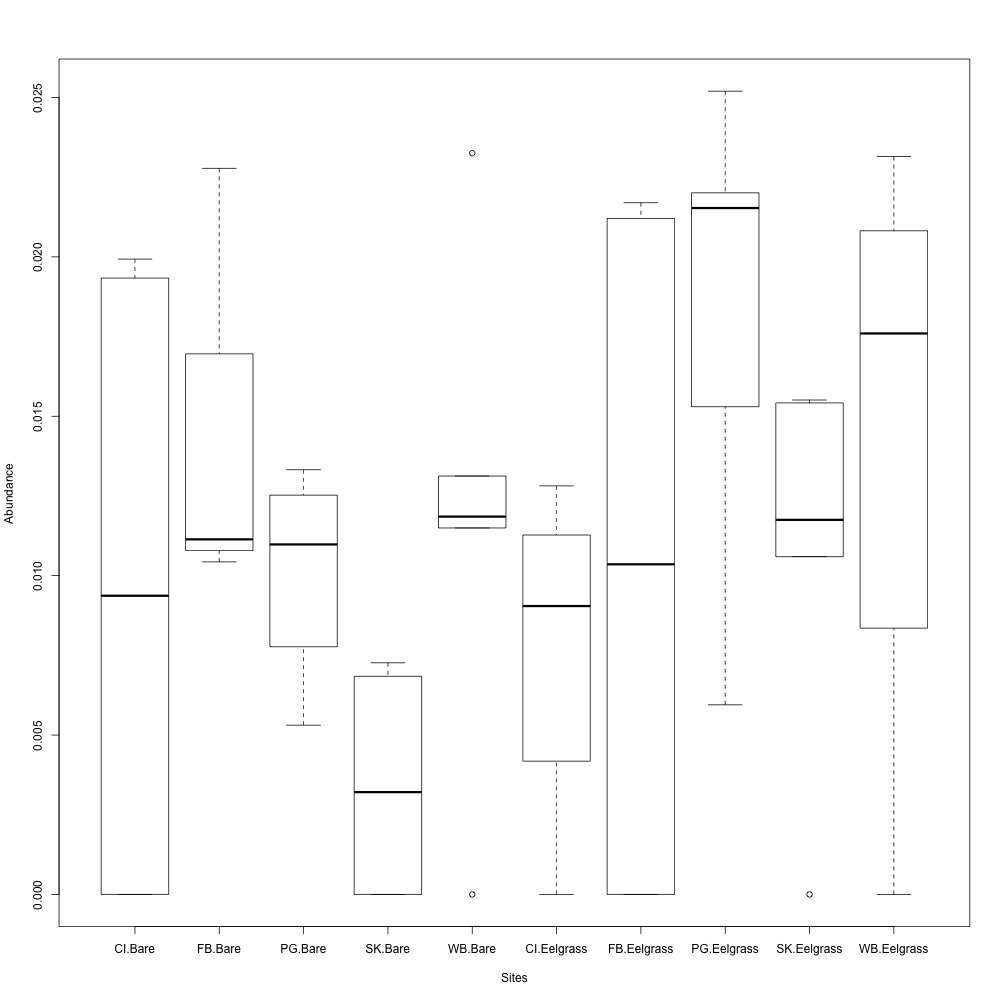 0.025
0.020
0.015
0.010
0.005
0.000
Abundance
CI.Bare FB.Bare PG.Bare SK.Bare WB.Bare CI.Eelgrass FB.Eelgrass PG.Eelgrass SK.Eelgrass WB.Eelgrass
Sites